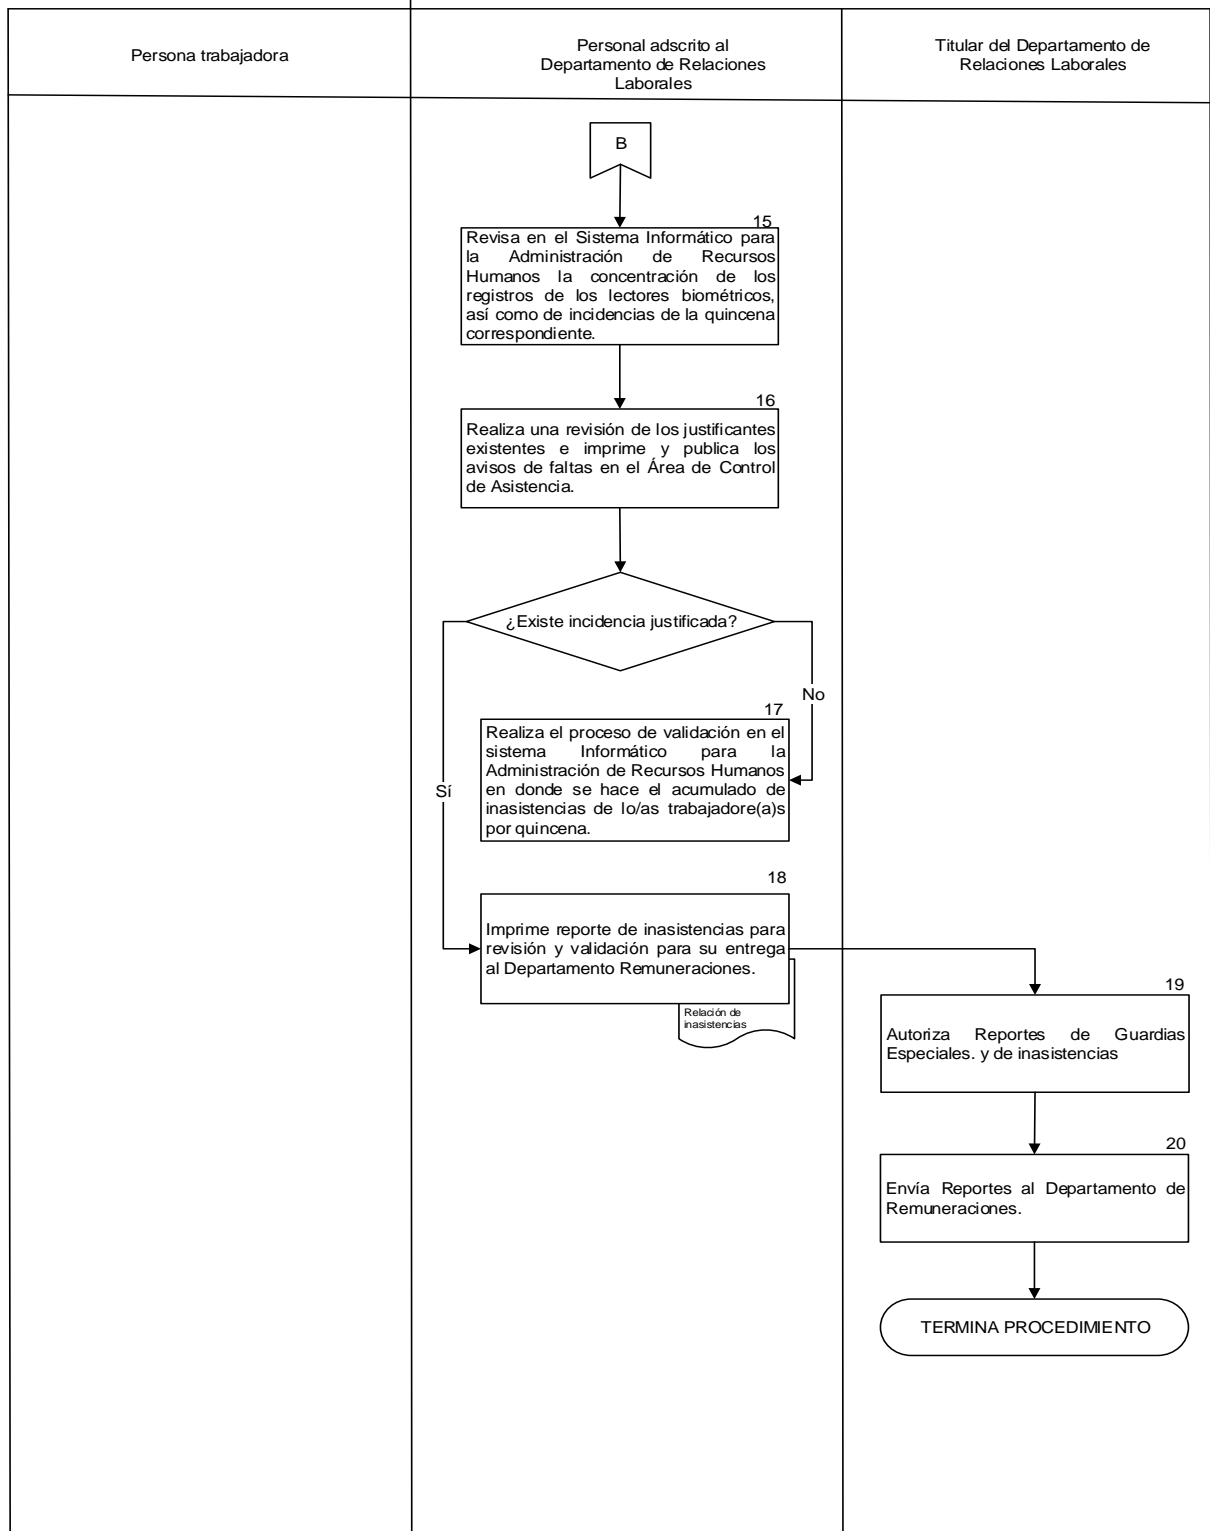 Persona trabajadora
Personal adscrito al
Departamento de Relaciones
Laborales
Titular del Departamento de
Relaciones Laborales
B
15
Revisa en el Sistema Informático para
la Administración de Recursos
Humanos la concentración de los
registros de los lectores biométricos,
así como de incidencias de la quincena
correspondiente.
16
Realiza una revisión de los justificantes
existentes e imprime y publica los
avisos de faltas en el Área de Control
de Asistencia.
¿Existe incidencia justificada?
No
Sí
17
Realiza el proceso de validación en el
sistema Informático para la
Administración de Recursos Humanos
en donde se hace el acumulado de
inasistencias de lo/as trabajadore(a)s
por quincena.
18
Imprime reporte de inasistencias para
revisión y validación para su entrega
al Departamento Remuneraciones.
Relación de
inasistencias
19
Autoriza Reportes de Guardias
Especiales. y de inasistencias
20
Envía Reportes al Departamento de
Remuneraciones.
TERMINA PROCEDIMIENTO